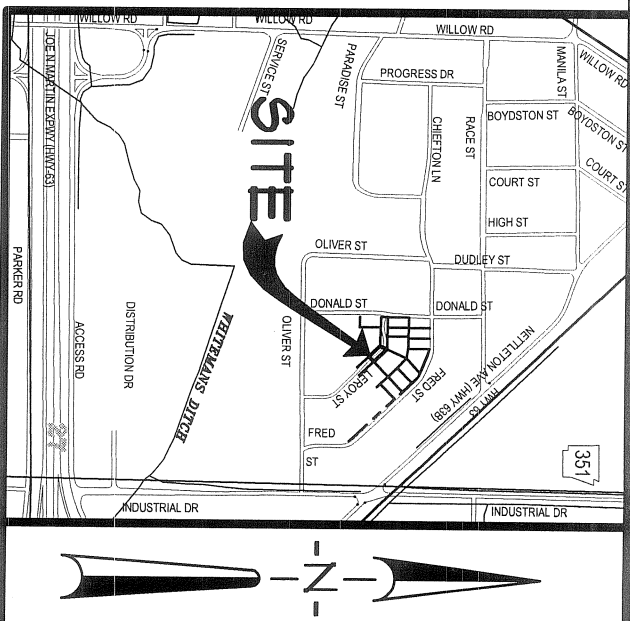 WILLOW RD
WILLOW RD
WILLOW RD
WILLOW RD
JOE N MARTIN EXPWY (HWY-63)
SERVICE ST
PARADISE ST
PROGRESS DR
MANILA ST
SITE
CHIEFTON LN
RACE ST
BOYDSTON ST
BOYDSTON ST
COURT ST
COURT ST
HIGH ST
OLIVER ST
DUDLEY ST
PARKER RD
DONALD ST
DONALD ST
DISTRIBUTION DR
ACCESS RD
WHITEMANS DITCH
OLIVER ST
LEROY ST
FRED ST
NETTLETON AVE (HWY 63B)
HWY 63
FRED
ST
351
INDUSTRIAL DR
INDUSTRIAL DR
N